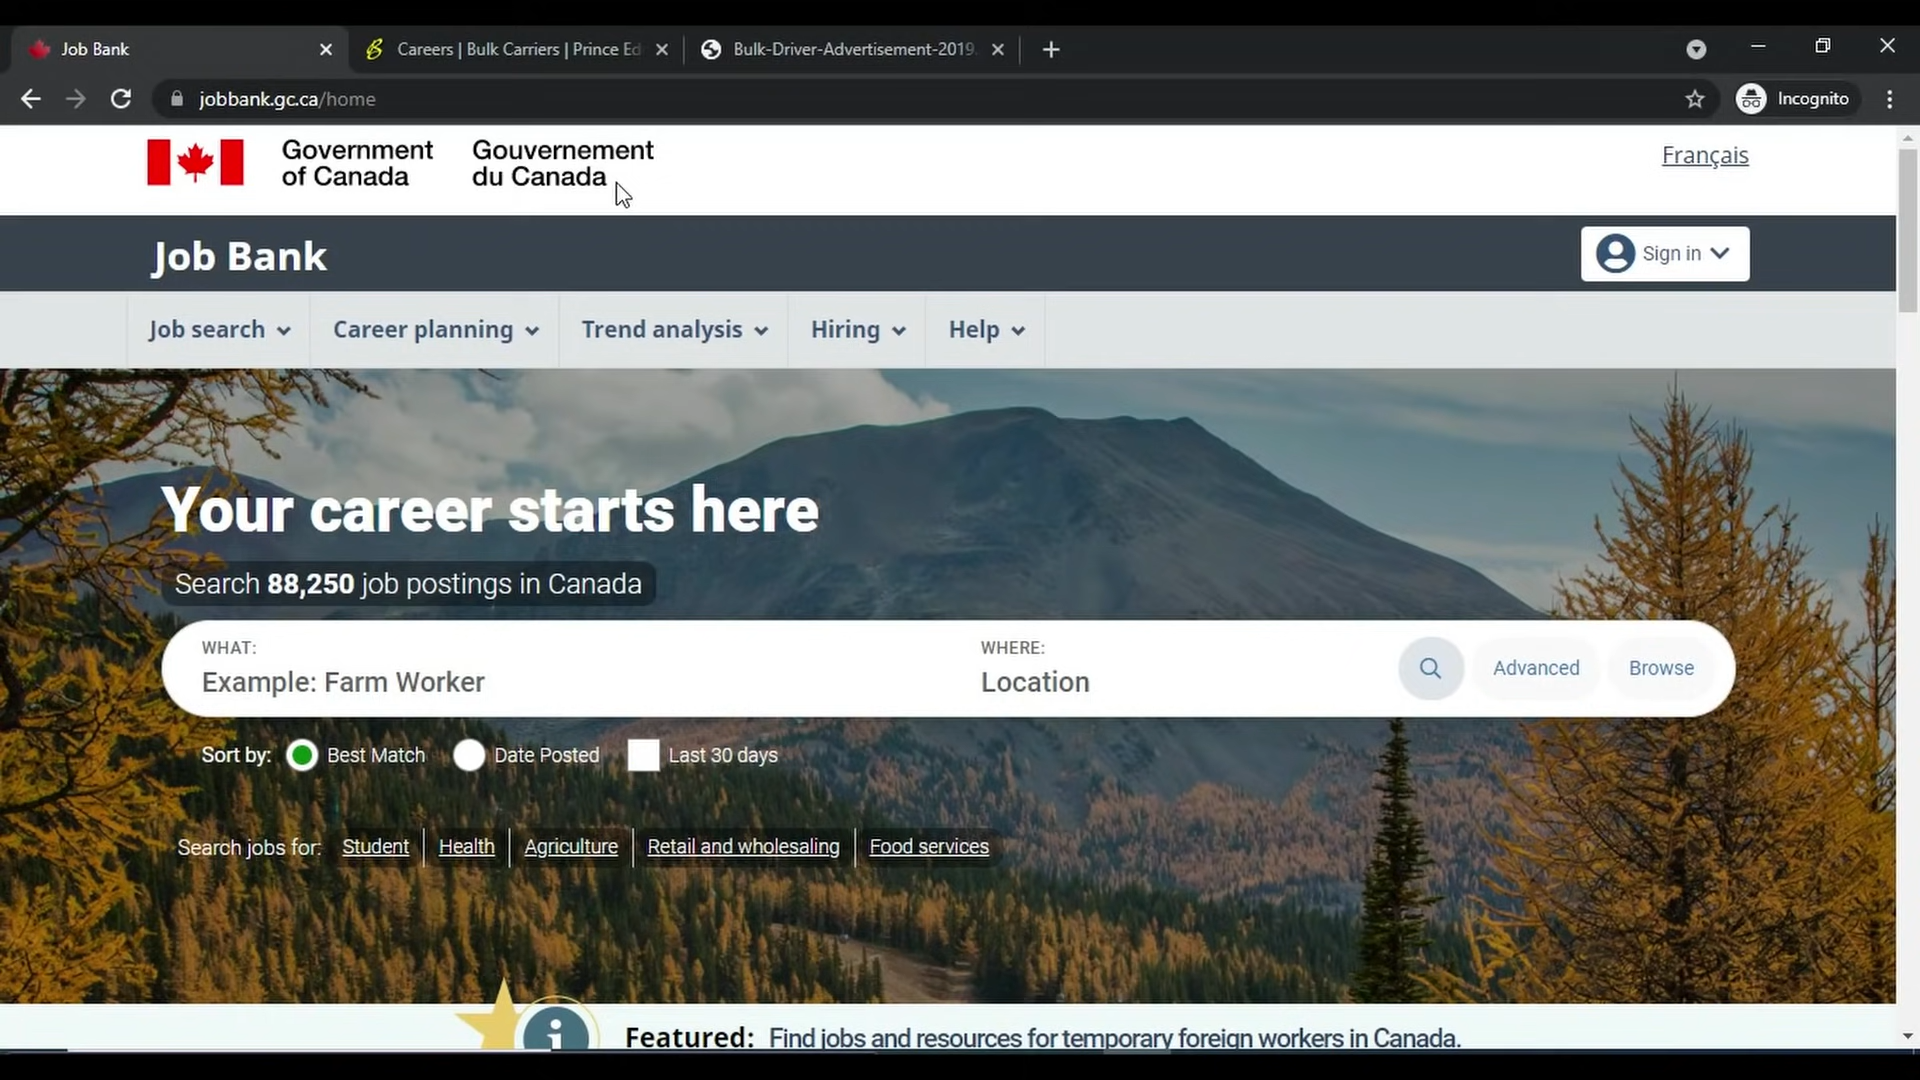 Job Bank
Careers | Bulk Carriers | Prince Ed
Bulk-Driver-Advertisement-2019.
jobbank.gc.ca/home
Incognito
Government of Canada
Gouvernement du Canada
Français
Job Bank
Sign in
Job search
Career planning
Trend analysis
Hiring
Help
Your career starts here
Search 88,250 job postings in Canada
WHAT:
Example: Farm Worker
WHERE:
Location
Advanced
Browse
Sort by:
Best Match
Date Posted
Last 30 days
Search jobs for:
Student
Health
Agriculture
Retail and wholesaling
Food services
Featured: Find jobs and resources for temporary foreign workers in Canada.